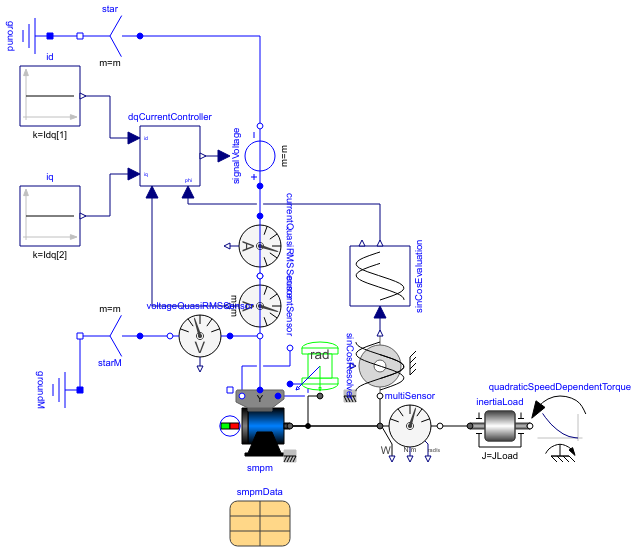 star
ground
m=m
id
k=Idq[1]
dqCurrentController
id
iq
phi
signalVoltage
m=m
iq
k=Idq[2]
currentQuasiRMSSensor
A
sinCosEvaluation
voltageQuasiRMSSensor
A
m=m
currentSensor
m=m
V
starM
groundM
rad
sinCosResolver
Y
smpm
multiSensor
W
N.m
rad/s
quadraticSpeedDependentTorque
inertiaLoad
J=JLoad
smpmData